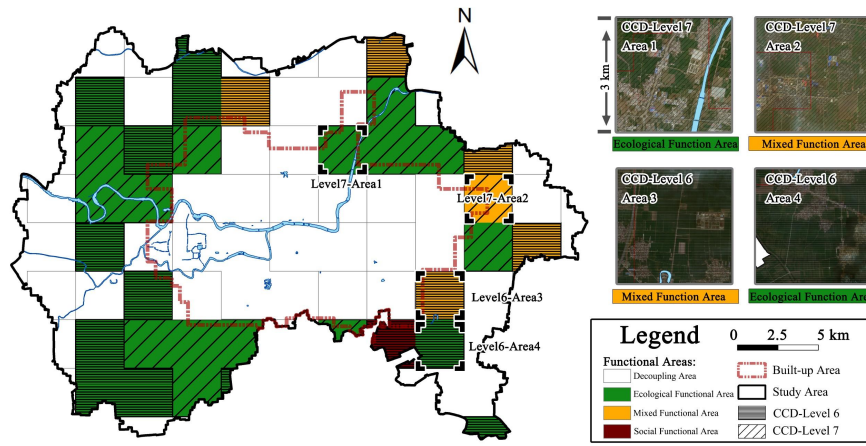 N
Level7-Area1
Level7-Area2
Level6-Area3
Level6-Area4
3 km
CCD-Level 7
Area 1
Ecological Function Area
CCD-Level 7
Area 2
Mixed Function Area
CCD-Level 6
Area 3
Mixed Function Area
CCD-Level 6
Area 4
Ecological Function Are
Legend
0 2.5 5 km
Functional Areas:
Decoupling Area
Ecological Functional Area
Mixed Functional Area
Social Functional Area
Built-up Area
Study Area
CCD-Level 6
CCD-Level 7